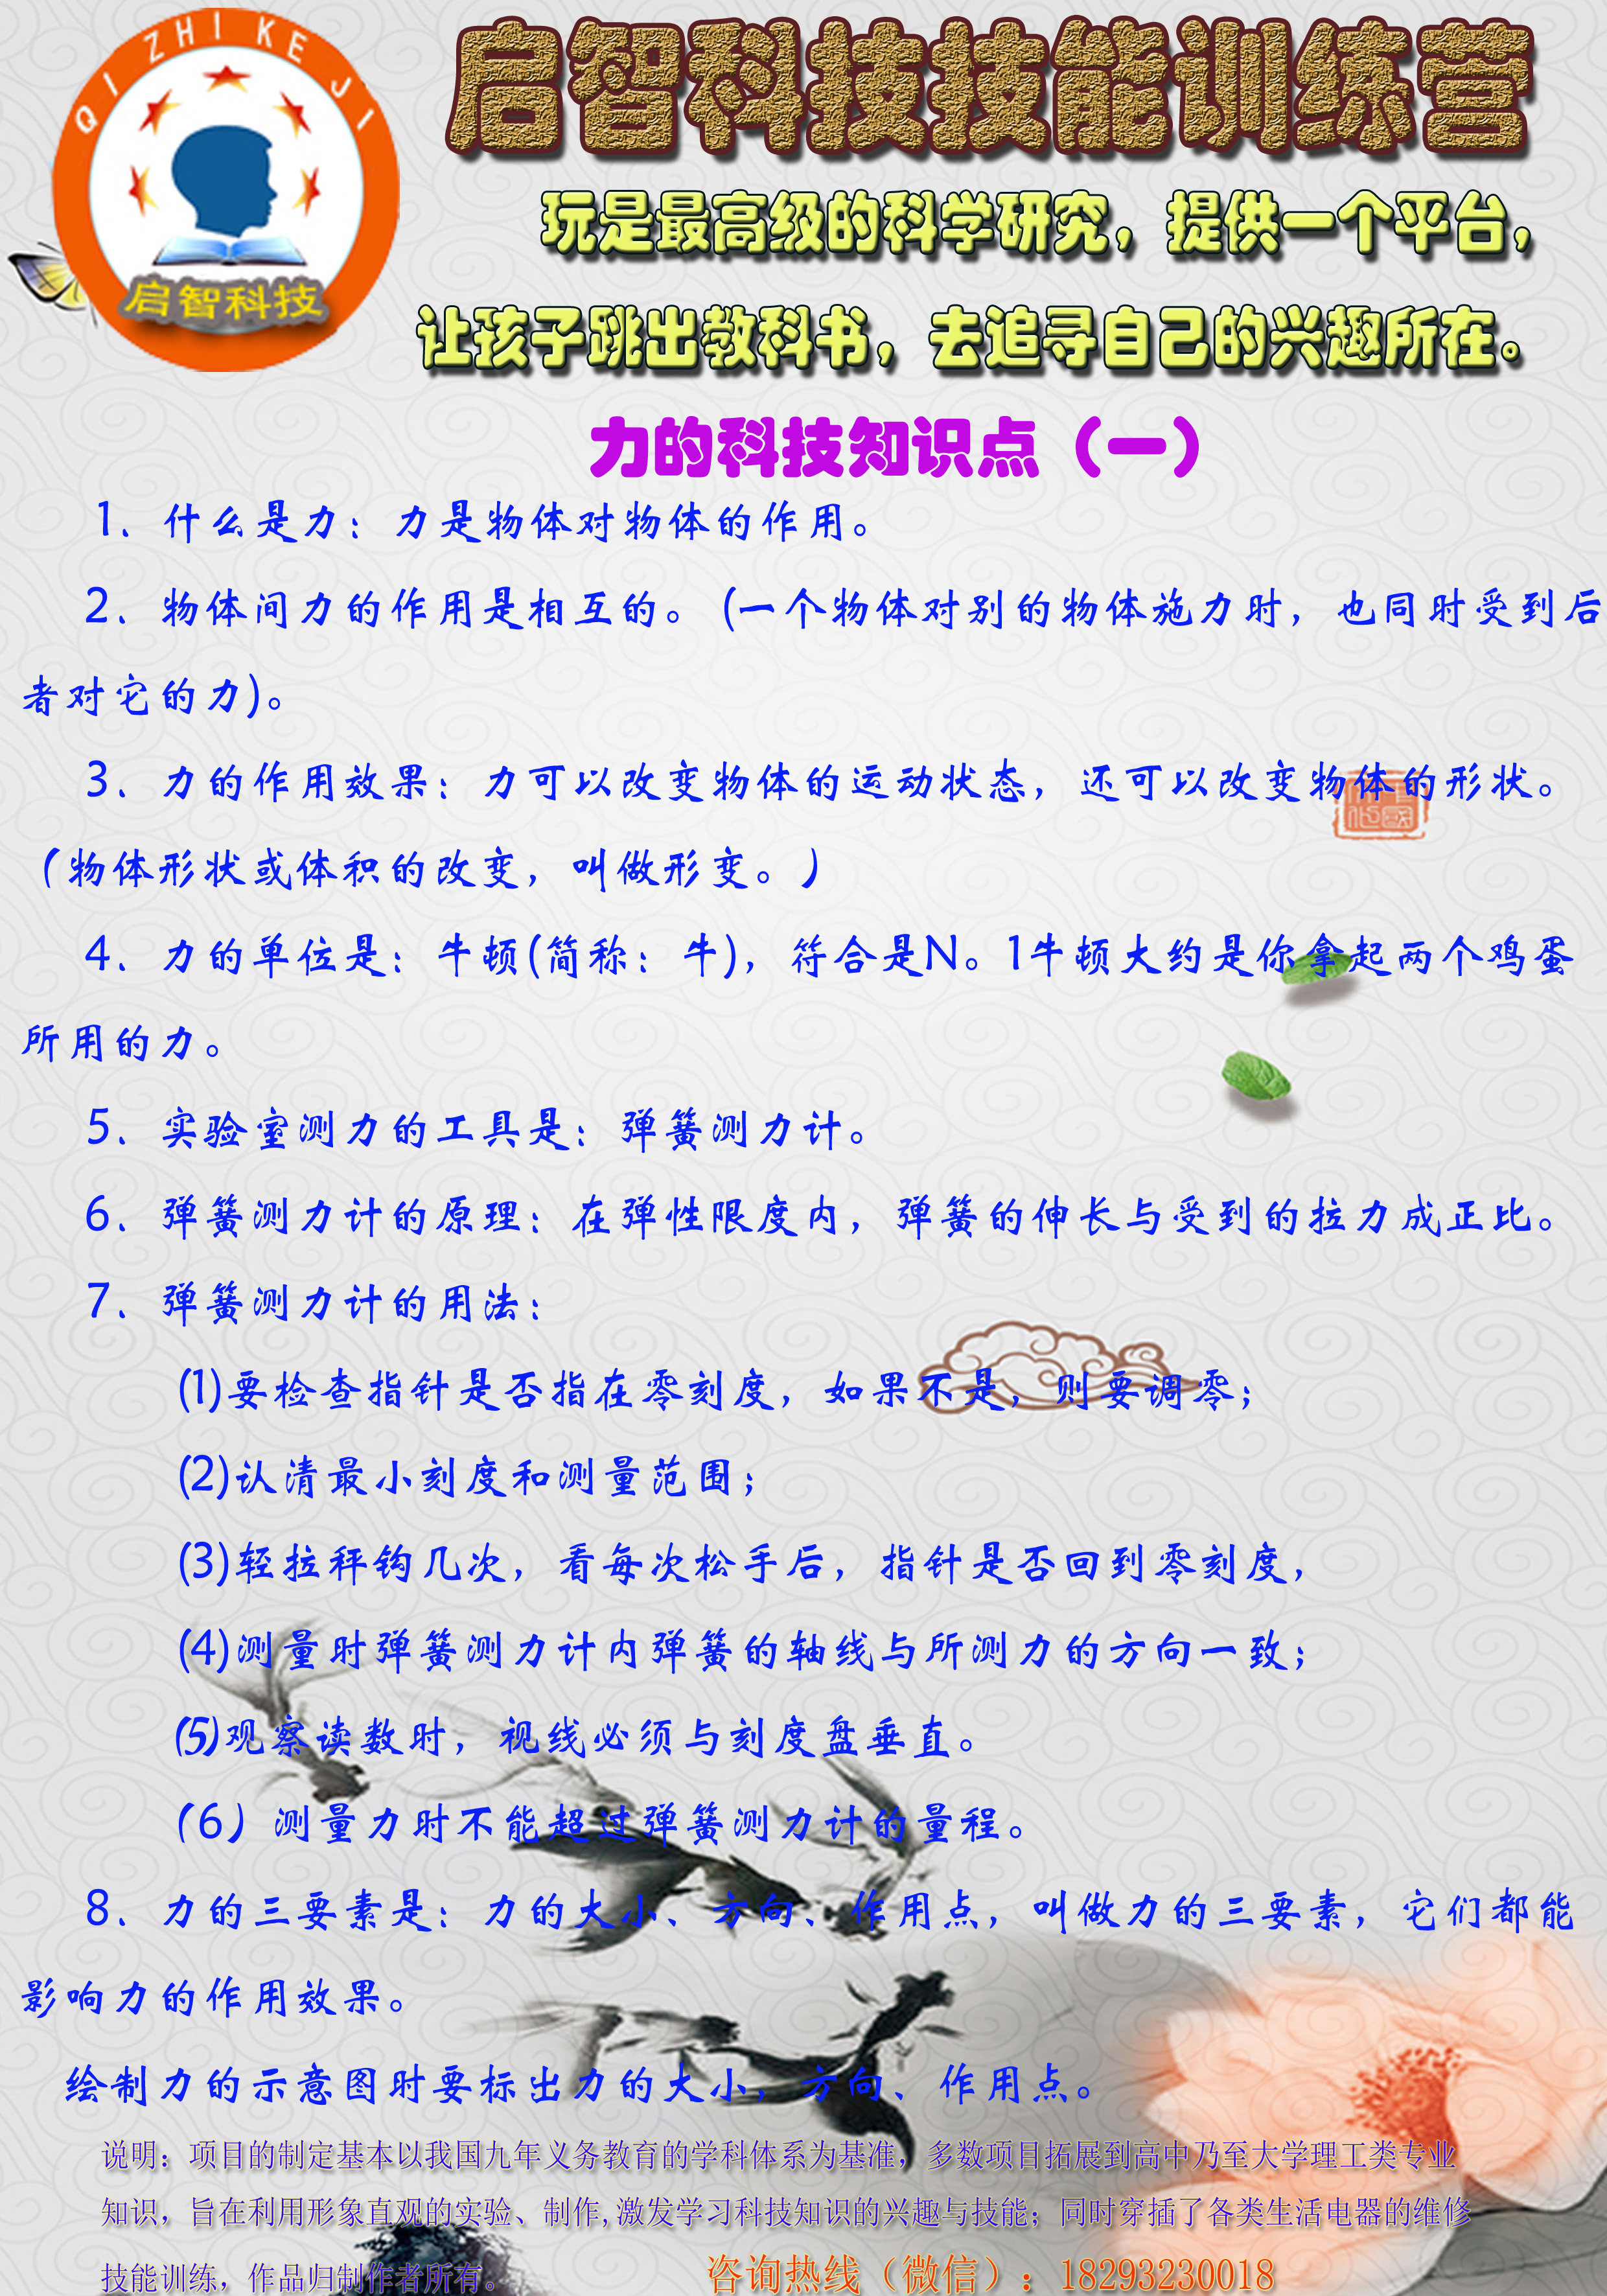 QI ZHI KE JI
启智科技
启智科技技能训练营
玩是最高级的科学研究，提供一个平台，
让孩子跳出教科书，去追寻自己的兴趣所在。
力的科技知识点（一）
1、什么是力：力是物体对物体的作用。
2、物体间力的作用是相互的。(一个物体对别的物体施力时，也同时受到后
者对它的力)。
3、力的作用效果：力可以改变物体的运动状态，还可以改变物体的形状。
（物体形状或体积的改变，叫做形变。）
4、力的单位是：牛顿(简称：牛)，符合是N。1牛顿大约是你拿起两个鸡蛋
所用的力。
5、实验室测力的工具是：弹簧测力计。
6、弹簧测力计的原理：在弹性限度内，弹簧的伸长与受到的拉力成正比。
7、弹簧测力计的用法：
(1)要检查指针是否指在零刻度，如果不是，则要调零；
(2)认清最小刻度和测量范围；
(3)轻拉秤钩几次，看每次松手后，指针是否回到零刻度，
(4)测量时弹簧测力计内弹簧的轴线与所测力的方向一致；
⑸观察读数时，视线必须与刻度盘垂直。
（6）测量力时不能超过弹簧测力计的量程。
8、力的三要素是：力的大小、方向、作用点，叫做力的三要素，它们都能
影响力的作用效果。
绘制力的示意图时要标出力的大小，方向、作用点。
说明：项目的制定基本以我国九年义务教育的学科体系为基准，多数项目拓展到高中乃至大学理工类专业
知识，旨在利用形象直观的实验、制作,激发学习科技知识的兴趣与技能；同时穿插了各类生活电器的维修
技能训练，作品归制作者所有。 咨询热线（微信）：18293230018